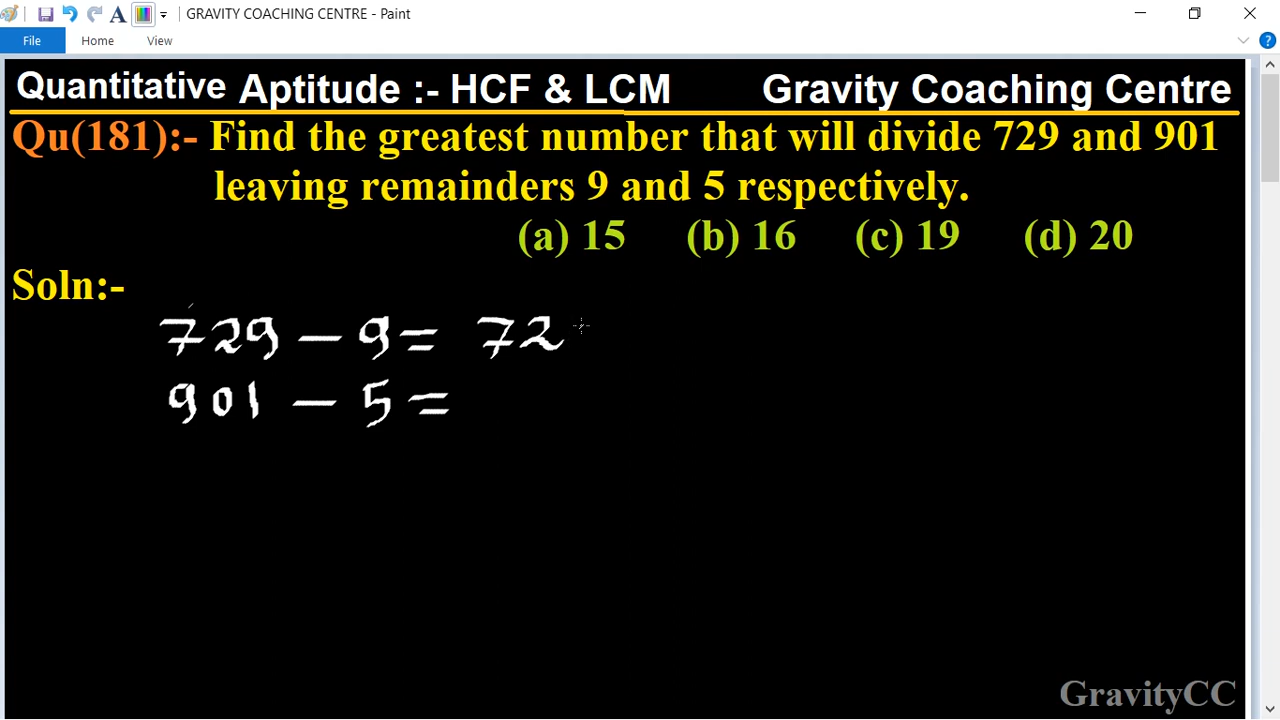 GRAVITY COACHING CENTRE - Paint
File Home View
Quantitative Aptitude :- HCF & LCM Gravity Coaching Centre
Qu(181):- Find the greatest number that will divide 729 and 901
leaving remainders 9 and 5 respectively.
(a) 15 (b) 16 (c) 19 (d) 20
Soln:-
729 - 9 = 72
901 - 5 =
GravityCC